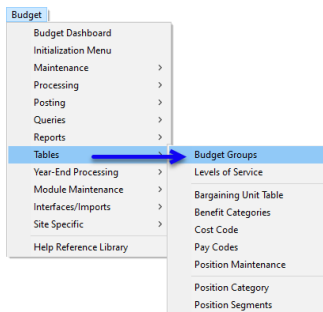 Budget
Budget Dashboard
Initialization Menu
Maintenance
Processing
Posting
Queries
Reports
Tables
Year-End Processing
Module Maintenance
Interfaces/Imports
Site Specific
Help Reference Library
Budget Groups
Levels of Service
Bargaining Unit Table
Benefit Categories
Cost Code
Pay Codes
Position Maintenance
Position Category
Position Segments